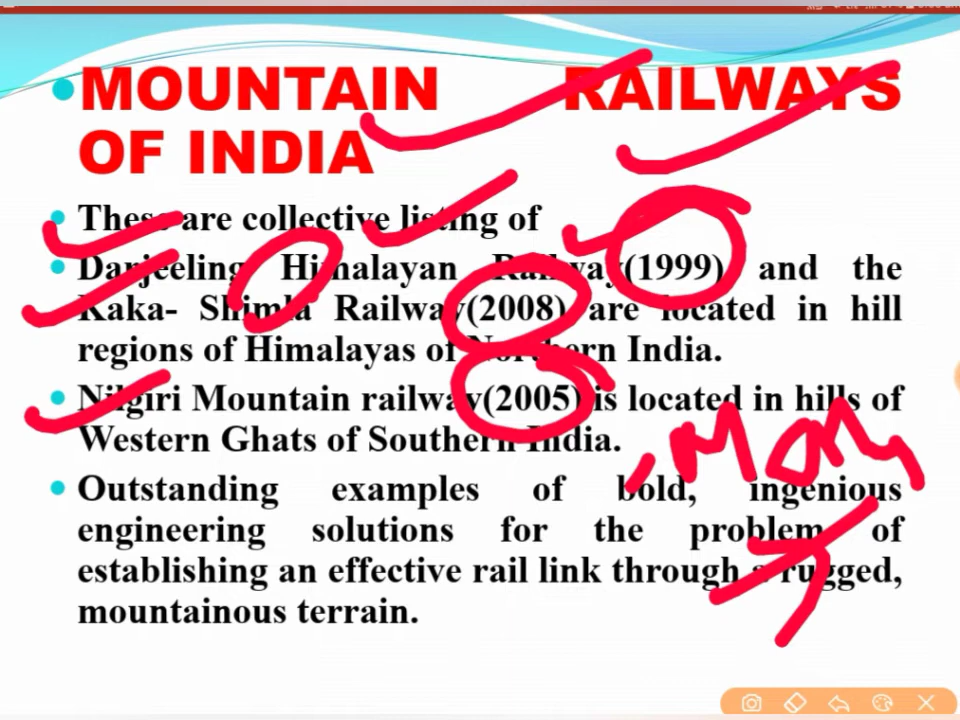 MOUNTAIN RAILWAYS
OF INDIA
These are collective listing of
Darjeeling Himalayan Railway(1999) and the
Kaka- Shimla Railway(2008) are located in hill
regions of Himalayas of Northern India.
Nilgiri Mountain railway(2005) is located in hills of
Western Ghats of Southern India.
Outstanding examples of bold, ingenious
engineering solutions for the problem of
establishing an effective rail link through a rugged,
mountainous terrain.